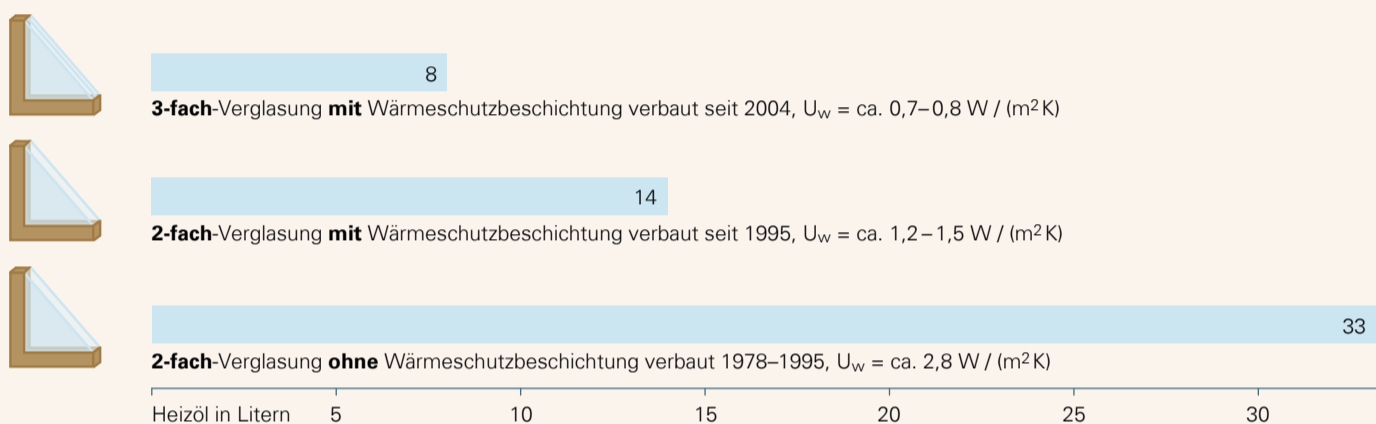 8
3-fach-Verglasung mit Wärmeschutzbeschichtung verbaut seit 2004, Uw = ca. 0,7–0,8 W / (m² K)
14
2-fach-Verglasung mit Wärmeschutzbeschichtung verbaut seit 1995, Uw = ca. 1,2–1,5 W / (m² K)
33
2-fach-Verglasung ohne Wärmeschutzbeschichtung verbaut 1978–1995, Uw = ca. 2,8 W / (m² K)
Heizöl in Litern 5 10 15 20 25 30